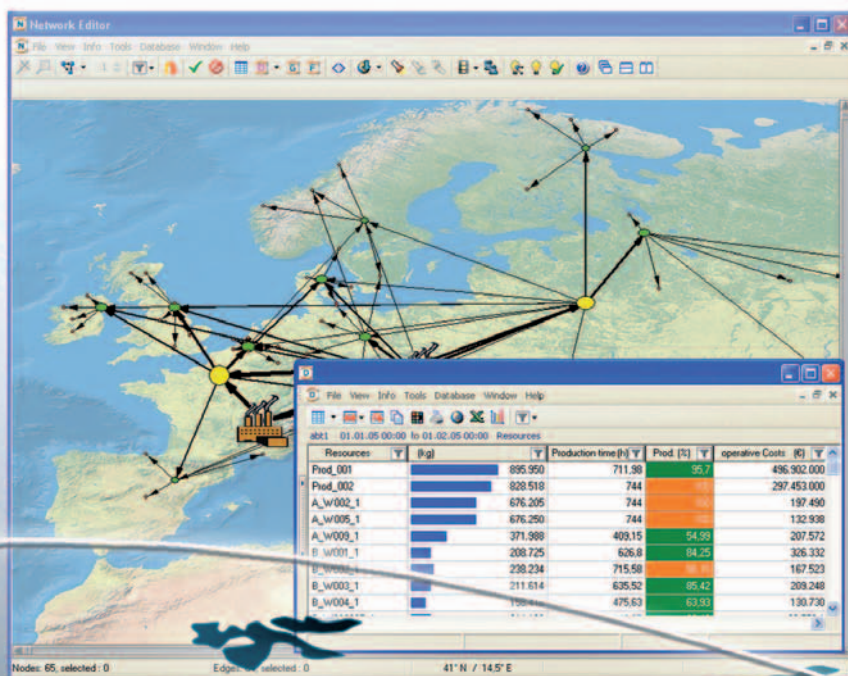 Network Editor
File View Info Tools Database Window Help
File View Info Tools Database Window Help
abt1 01.01.05 00:00 to 01.02.05 00:00 Resources
Resources (kg) Production time (h) Prod. (%) operative Costs (€)
Prod_001 895.950 711,98 95,7 496.902.000
Prod_002 828.518 744 297.453.000
A_W002_1 676.205 744 197.490
A_W005_1 676.250 744 132.938
A_W009_1 371.988 409,15 54,99 207.572
B_W001_1 208.725 626,8 84,25 326.332
238.234 715,58 167.523
B_W003_1 211.614 635,52 85,42 209.248
B_W004_1 475,63 63,93 130.730
Nodes: 65, selected : 0 Edges: selected : 0 41° N / 14,5° E